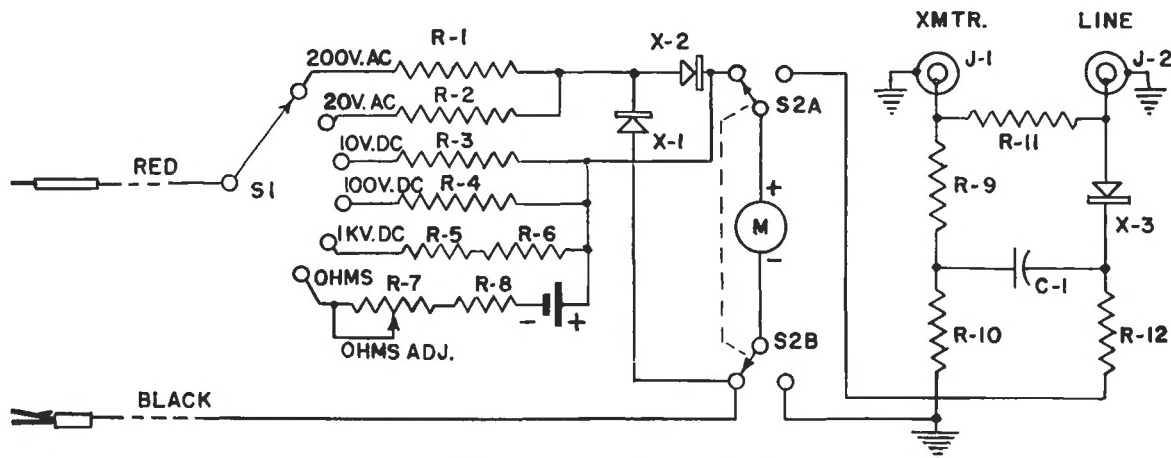 XMTR.
LINE
J-1
J-2
R-1
X-2
200V. AC
20V. AC
R-2
S2A
R-11
X-1
10V. DC
R-3
RED
S1
100V. DC
R-4
R-9
+
M
-
X-3
1KV. DC
R-5
R-6
OHMS
R-7
R-8
C-1
- +
OHMS ADJ.
S2B
R-10
R-12
BLACK